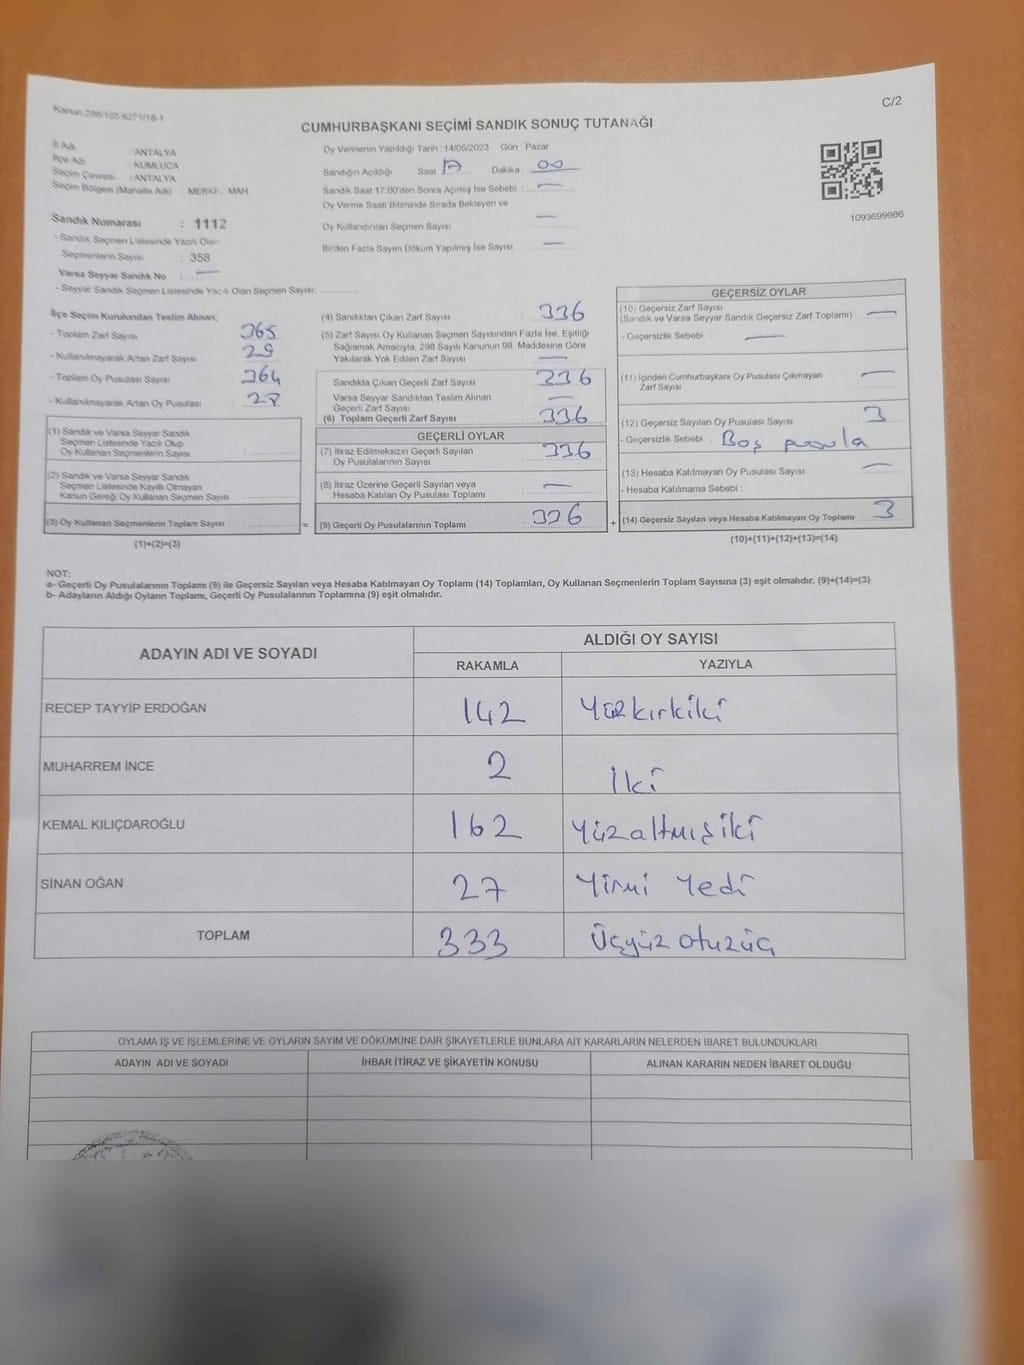 Kanun 298/105/6271/18-1
C/2
CUMHURBAŞKANI SEÇİMİ SANDIK SONUÇ TUTANAĞI
İl Adı : ANTALYA
İlçe Adı : KUMLUCA
Seçim Çevresi : ANTALYA
Seçim Bölgesi (Mahalle Adı) : MERKE MAH.
Sandık Numarası : 1112
- Sandık Seçmen Listesinde Yazılı Olan
Seçmenlerin Sayısı : 358
Varsa Seyyar Sandık No : —
- Seyyar Sandık Seçmen Listesinde Yazılı Olan Seçmen Sayısı:
Oy Vermenin Yapıldığı Tarih : 14/05/2023 Gün : Pazar
Sandığın Açıldığı Saat 17 Dakika : 00
Sandık Saat 17:00'den Sonra Açımış İse Sebebi : —
Oy Verme Saati Bitiminde Sırada Bekleyen ve
Oy Kullandırılan Seçmen Sayısı —
Birden Fazla Sayım Döküm Yapılmış İse Sayısı —
1093699986
İlçe Seçim Kurulundan Teslim Alınan;
- Toplam Zarf Sayısı 365
- Kullanılmayarak Artan Zarf Sayısı 29
- Toplam Oy Pusulası Sayısı 364
- Kullanılmayarak Artan Oy Pusulası 28
(1) Sandık ve Varsa Seyyar Sandık
Seçmen Listesinde Yazılı Olup
Oy Kullanan Seçmenlerin Sayısı :
(2) Sandık ve Varsa Seyyar Sandık
Seçmen Listesinde Kayıtlı Olmayan
Kanun Gereği Oy Kullanan Seçmen Sayısı :
(3) Oy Kullanan Seçmenlerin Toplam Sayısı : =
(1)+(2)=(3)
(4) Sandıktan Çıkan Zarf Sayısı : 336
(5) Zarf Sayısı Oy Kullanan Seçmen Sayısından Fazla İse, Eşitliği
Sağlamak Amacıyla, 298 Sayılı Kanunun 98. Maddesine Göre
Yakılarak Yok Edilen Zarf Sayısı : —
Sandıkta Çıkan Geçerli Zarf Sayısı : 336
Varsa Seyyar Sandıktan Teslim Alınan
Geçerli Zarf Sayısı : —
(6) Toplam Geçerli Zarf Sayısı : 336
GEÇERLİ OYLAR
(7) İtiraz Edilmeksizin Geçerli Sayılan
Oy Pusulalarının Sayısı : 336
(8) İtiraz Üzerine Geçerli Sayılan veya
Hesaba Katılan Oy Pusulası Toplamı : —
(9) Geçerli Oy Pusulalarının Toplamı : 336 +
GEÇERSİZ OYLAR
(10) Geçersiz Zarf Sayısı
(Sandık ve Varsa Seyyar Sandık Geçersiz Zarf Toplamı) : —
- Geçersizlik Sebebi : —
(11) İçinden Cumhurbaşkanı Oy Pusulası Çıkmayan
Zarf Sayısı : —
(12) Geçersiz Sayılan Oy Pusulası Sayısı : 3
- Geçersizlik Sebebi : Boş pusula
(13) Hesaba Katılmayan Oy Pusulası Sayısı : —
- Hesaba Katılmama Sebebi :
(14) Geçersiz Sayılan veya Hesaba Katılmayan Oy Toplamı : 3
(10)+(11)+(12)+(13)=(14)
NOT:
a- Geçerli Oy Pusulalarının Toplamı (9) ile Geçersiz Sayılan veya Hesaba Katılmayan Oy Toplamı (14) Toplamları, Oy Kullanan Seçmenlerin Toplam Sayısına (3) eşit olmalıdır. (9)+(14)=(3)
b- Adayların Aldığı Oyların Toplamı, Geçerli Oy Pusulalarının Toplamına (9) eşit olmalıdır.
ADAYIN ADI VE SOYADI ALDIĞI OY SAYISI
RAKAMLA YAZIYLA
RECEP TAYYİP ERDOĞAN 142 Yüzkırkiki
MUHARREM İNCE 2 İki
KEMAL KILIÇDAROĞLU 162 Yüzaltmışiki
SİNAN OĞAN 27 Yirmi Yedi
TOPLAM 333 Üçyüz otuzüç
OYLAMA İŞ VE İŞLEMLERİNE VE OYLARIN SAYIM VE DÖKÜMÜNE DAİR ŞİKAYETLERLE BUNLARA AİT KARARLARIN NELERDEN İBARET BULUNDUKLARI
ADAYIN ADI VE SOYADI İHBAR İTİRAZ VE ŞİKAYETİN KONUSU ALINAN KARARIN NEDEN İBARET OLDUĞU